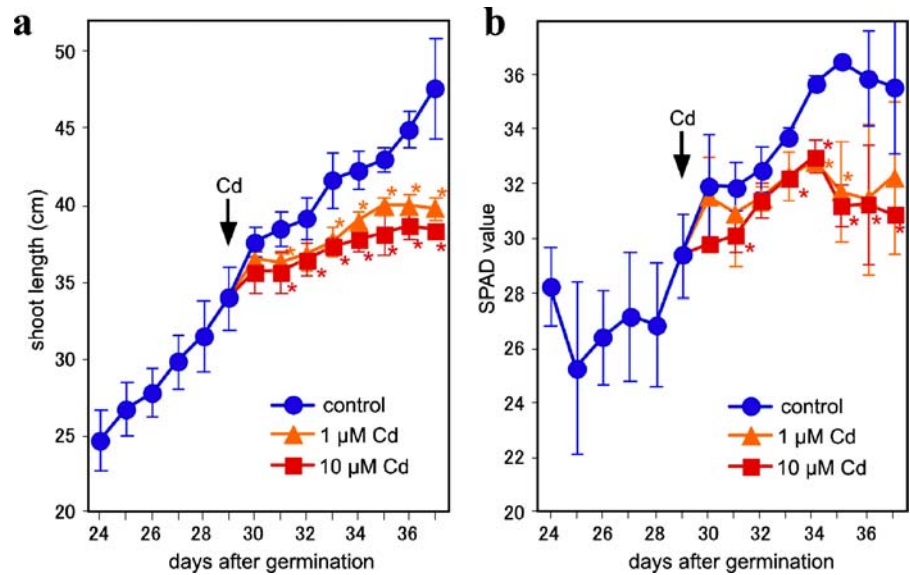 a
50
45
40
35
30
25
20
shoot length (cm)
Cd
*
*
*
*
*
*
*
*
*
*
*
*
*
control
1 μM Cd
10 μM Cd
24 26 28 30 32 34 36
days after germination
b
36
34
32
30
28
26
24
22
20
SPAD value
Cd
*
*
*
*
*
*
*
*
control
1 μM Cd
10 μM Cd
24 26 28 30 32 34 36
days after germination